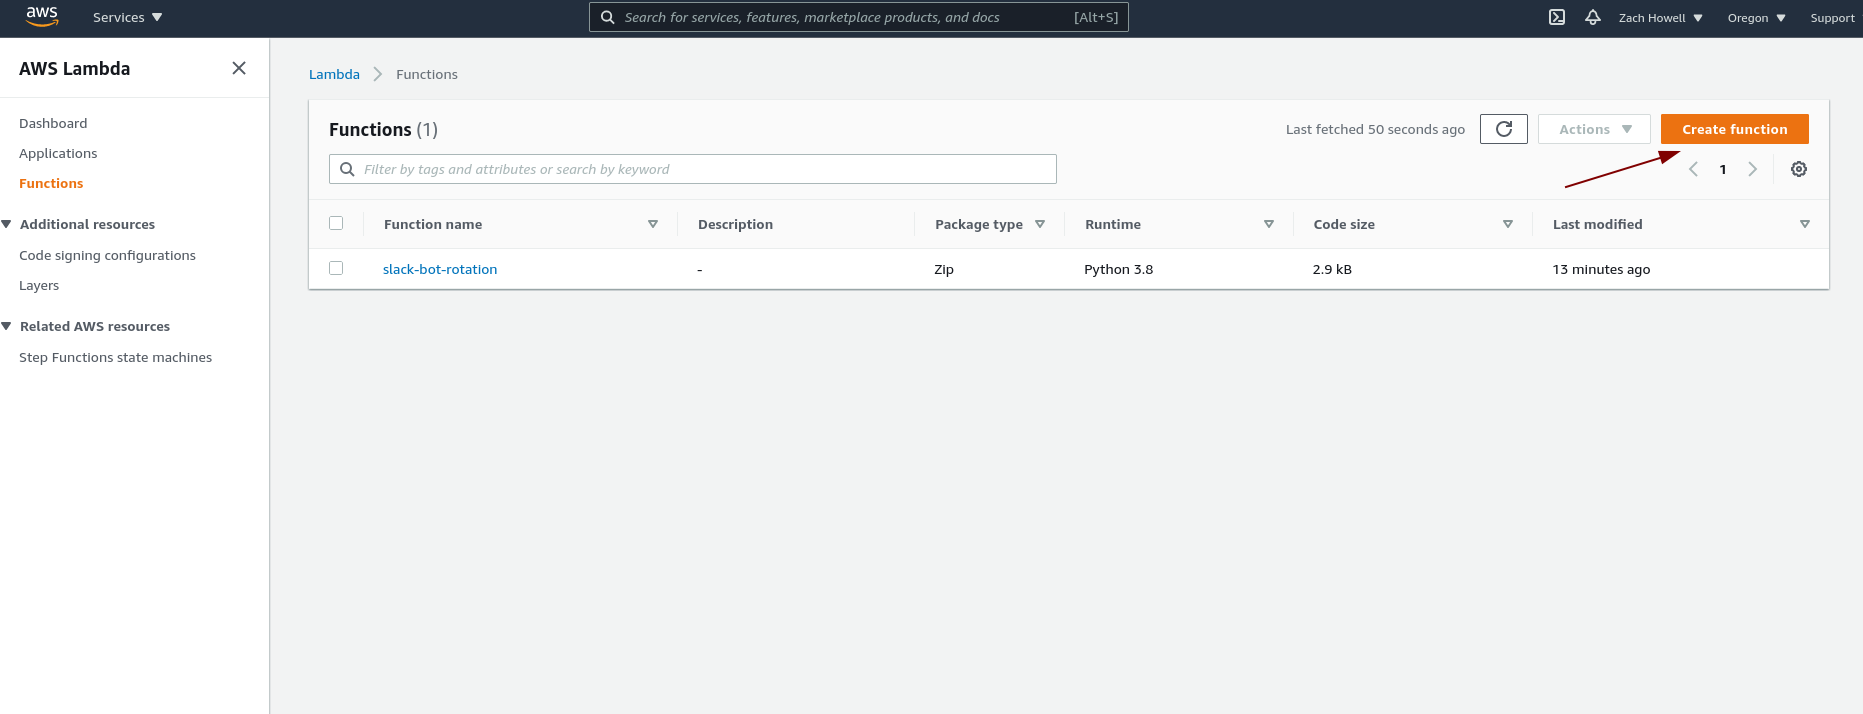 aws Services Search for services, features, marketplace products, and docs [Alt+S] Zach Howell Oregon Support
AWS Lambda
Dashboard
Applications
Functions
Additional resources
Code signing configurations
Layers
Related AWS resources
Step Functions state machines
Lambda Functions
Functions (1) Last fetched 50 seconds ago Actions Create function
Filter by tags and attributes or search by keyword 1
Function name Description Package type Runtime Code size Last modified
slack-bot-rotation - Zip Python 3.8 2.9 kB 13 minutes ago